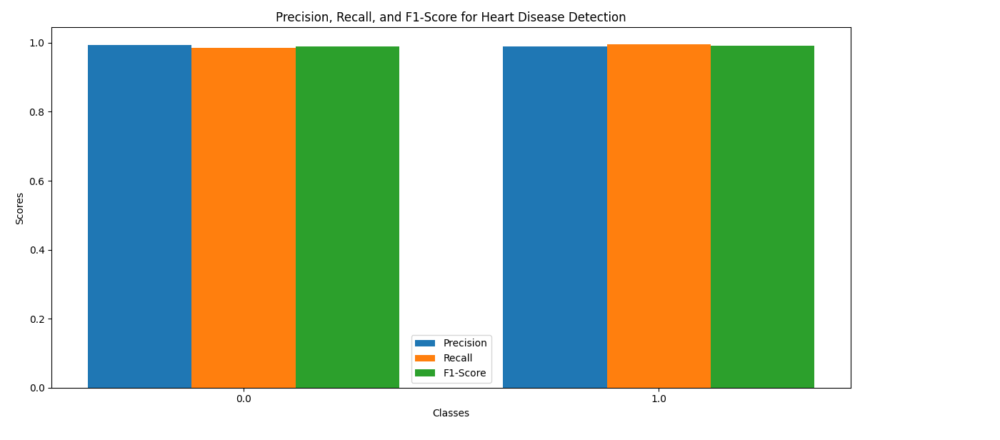 Precision, Recall, and F1-Score for Heart Disease Detection
1.0
0.8
0.6
0.4
0.2
0.0
Scores
Precision
Recall
F1-Score
0.0
1.0
Classes